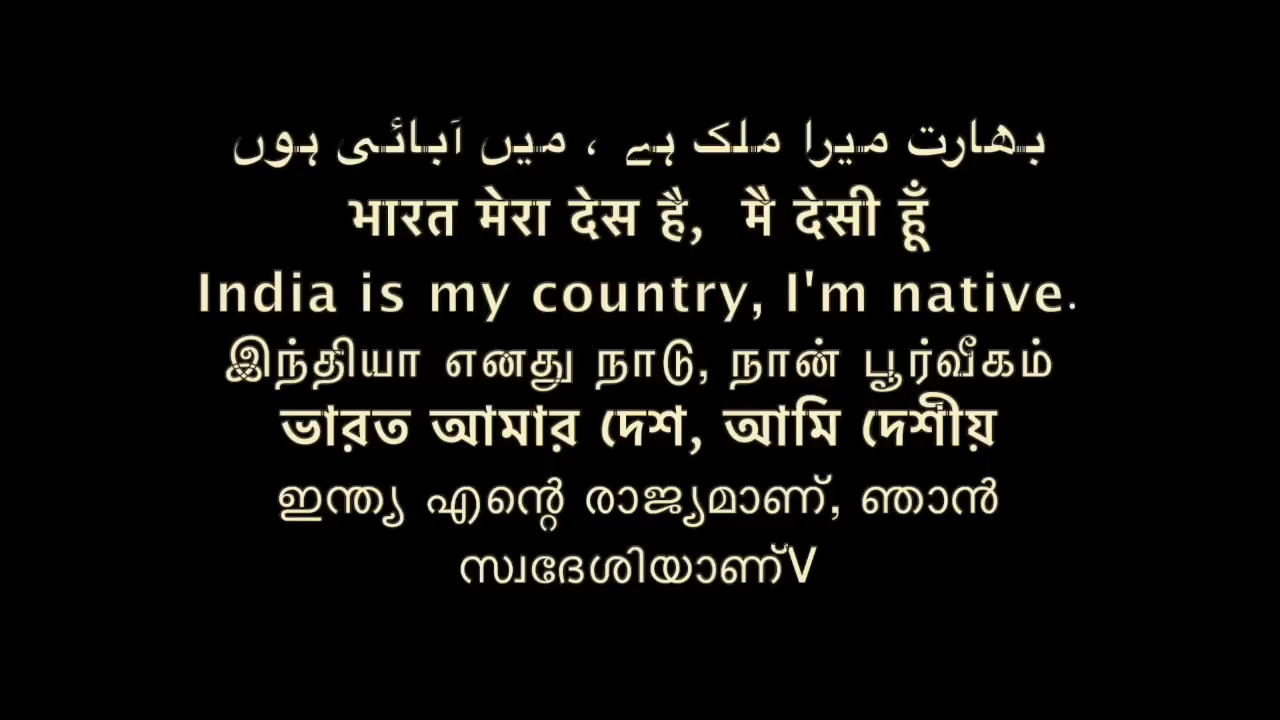 بھارت میرا ملک ہے ، میں آبائی ہوں
भारत मेरा देस है, मै देसी हूँ
India is my country, I'm native.
இந்தியா எனது நாடு, நான் பூர்வீகம்
ভারত আমার দেশ, আমি দেশীয়
ഇന്ത്യ എന്റെ രാജ്യമാണ്, ഞാൻ
സ്വദേശിയാണ്V